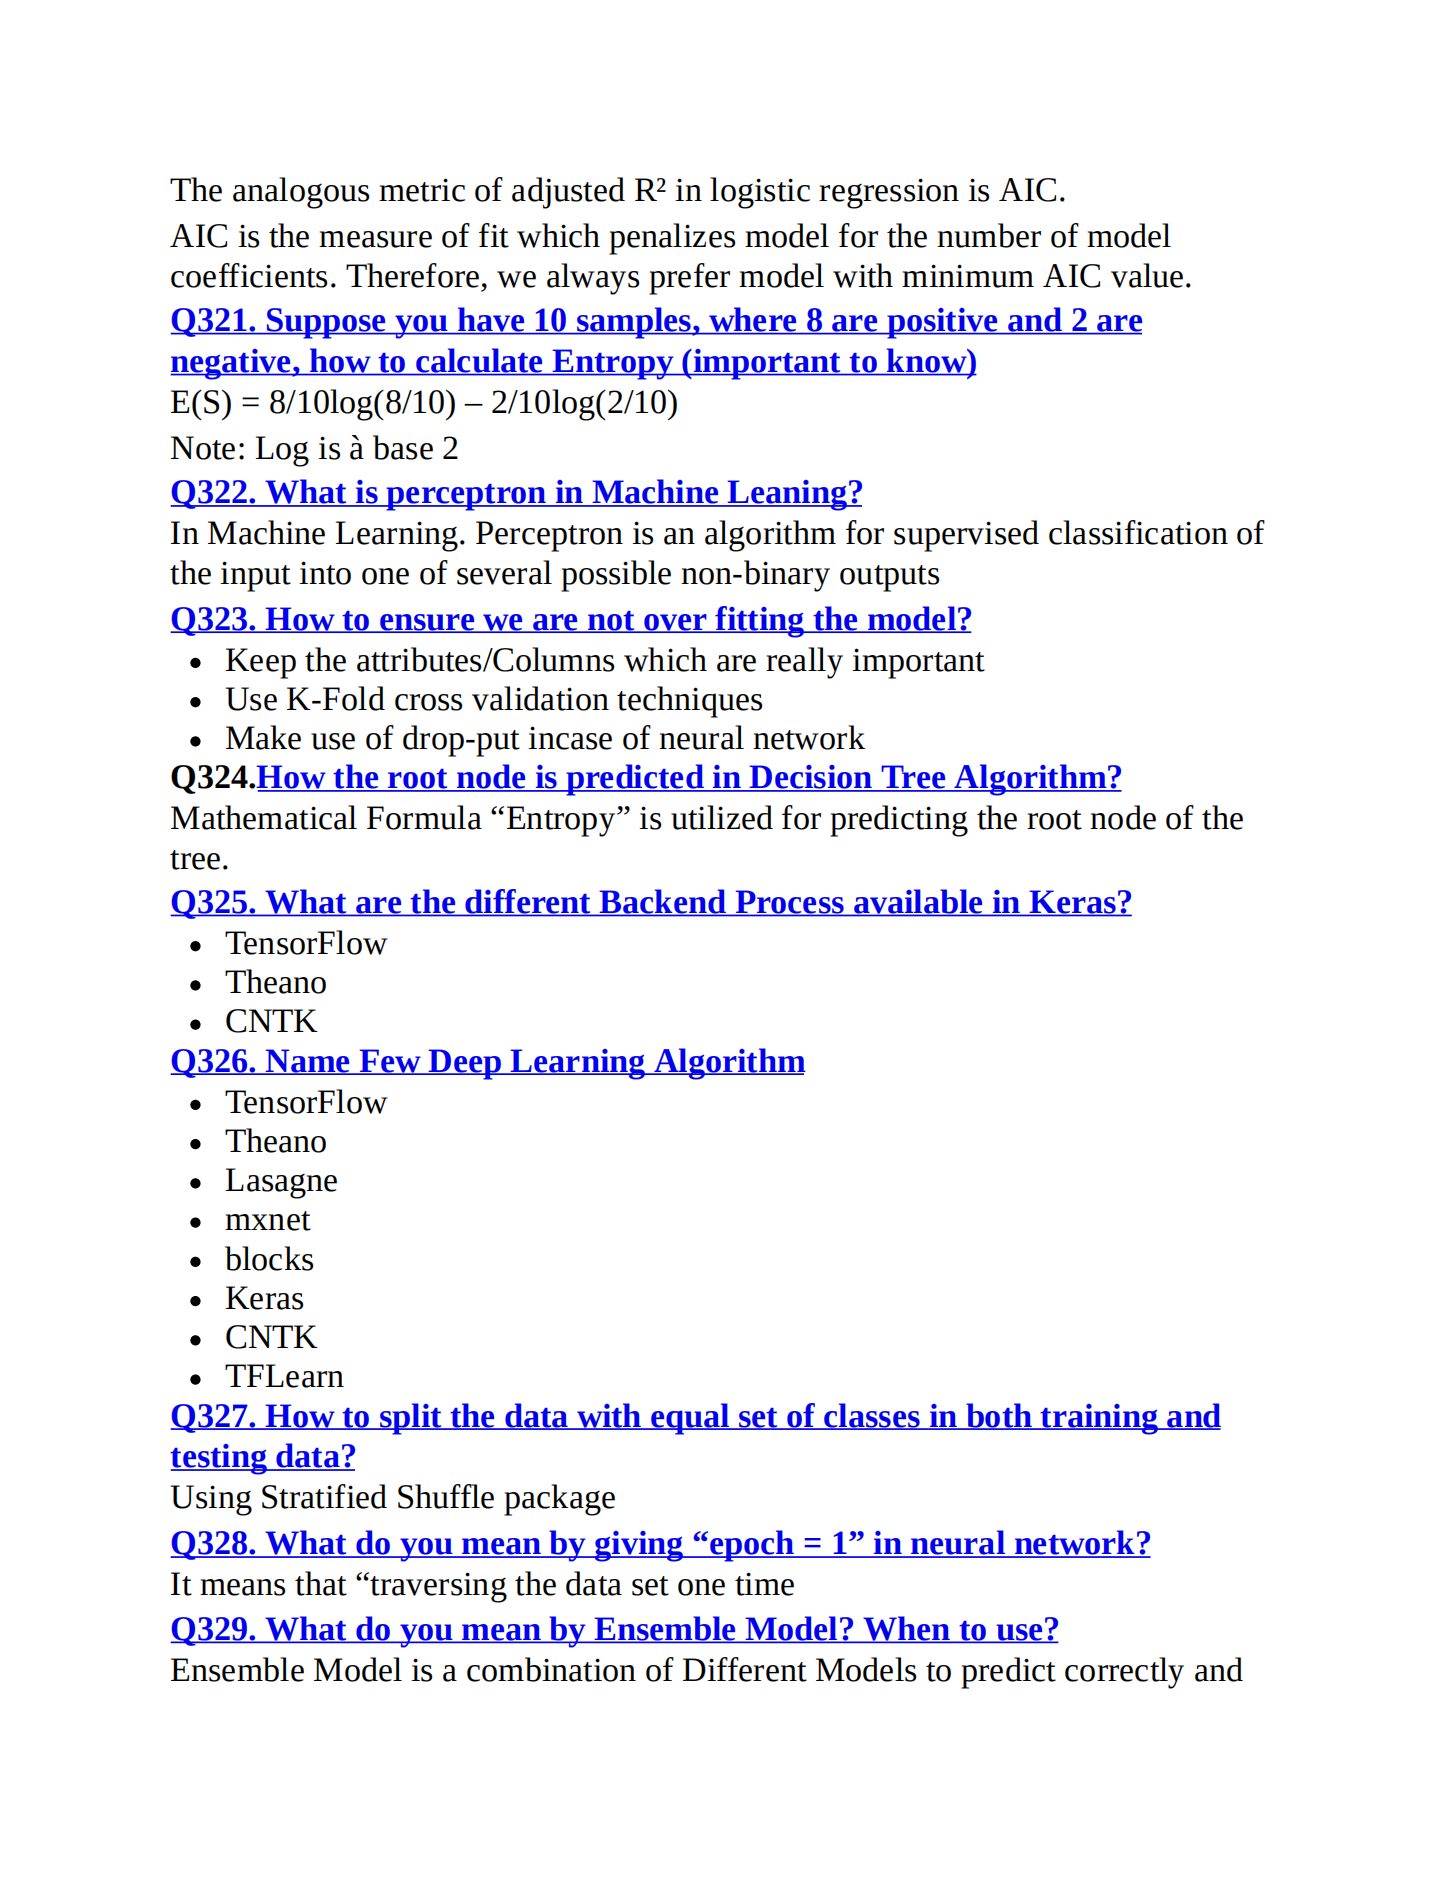 The analogous metric of adjusted R² in logistic regression is AIC.
AIC is the measure of fit which penalizes model for the number of model
coefficients. Therefore, we always prefer model with minimum AIC value.
Q321. Suppose you have 10 samples, where 8 are positive and 2 are
negative, how to calculate Entropy (important to know)
E(S) = 8/10log(8/10) – 2/10log(2/10)
Note: Log is à base 2
Q322. What is perceptron in Machine Leaning?
In Machine Learning. Perceptron is an algorithm for supervised classification of
the input into one of several possible non-binary outputs
Q323. How to ensure we are not over fitting the model?
• Keep the attributes/Columns which are really important
• Use K-Fold cross validation techniques
• Make use of drop-put incase of neural network
Q324.How the root node is predicted in Decision Tree Algorithm?
Mathematical Formula “Entropy” is utilized for predicting the root node of the
tree.
Q325. What are the different Backend Process available in Keras?
• TensorFlow
• Theano
• CNTK
Q326. Name Few Deep Learning Algorithm
• TensorFlow
• Theano
• Lasagne
• mxnet
• blocks
• Keras
• CNTK
• TFLearn
Q327. How to split the data with equal set of classes in both training and
testing data?
Using Stratified Shuffle package
Q328. What do you mean by giving “epoch = 1” in neural network?
It means that “traversing the data set one time
Q329. What do you mean by Ensemble Model? When to use?
Ensemble Model is a combination of Different Models to predict correctly and